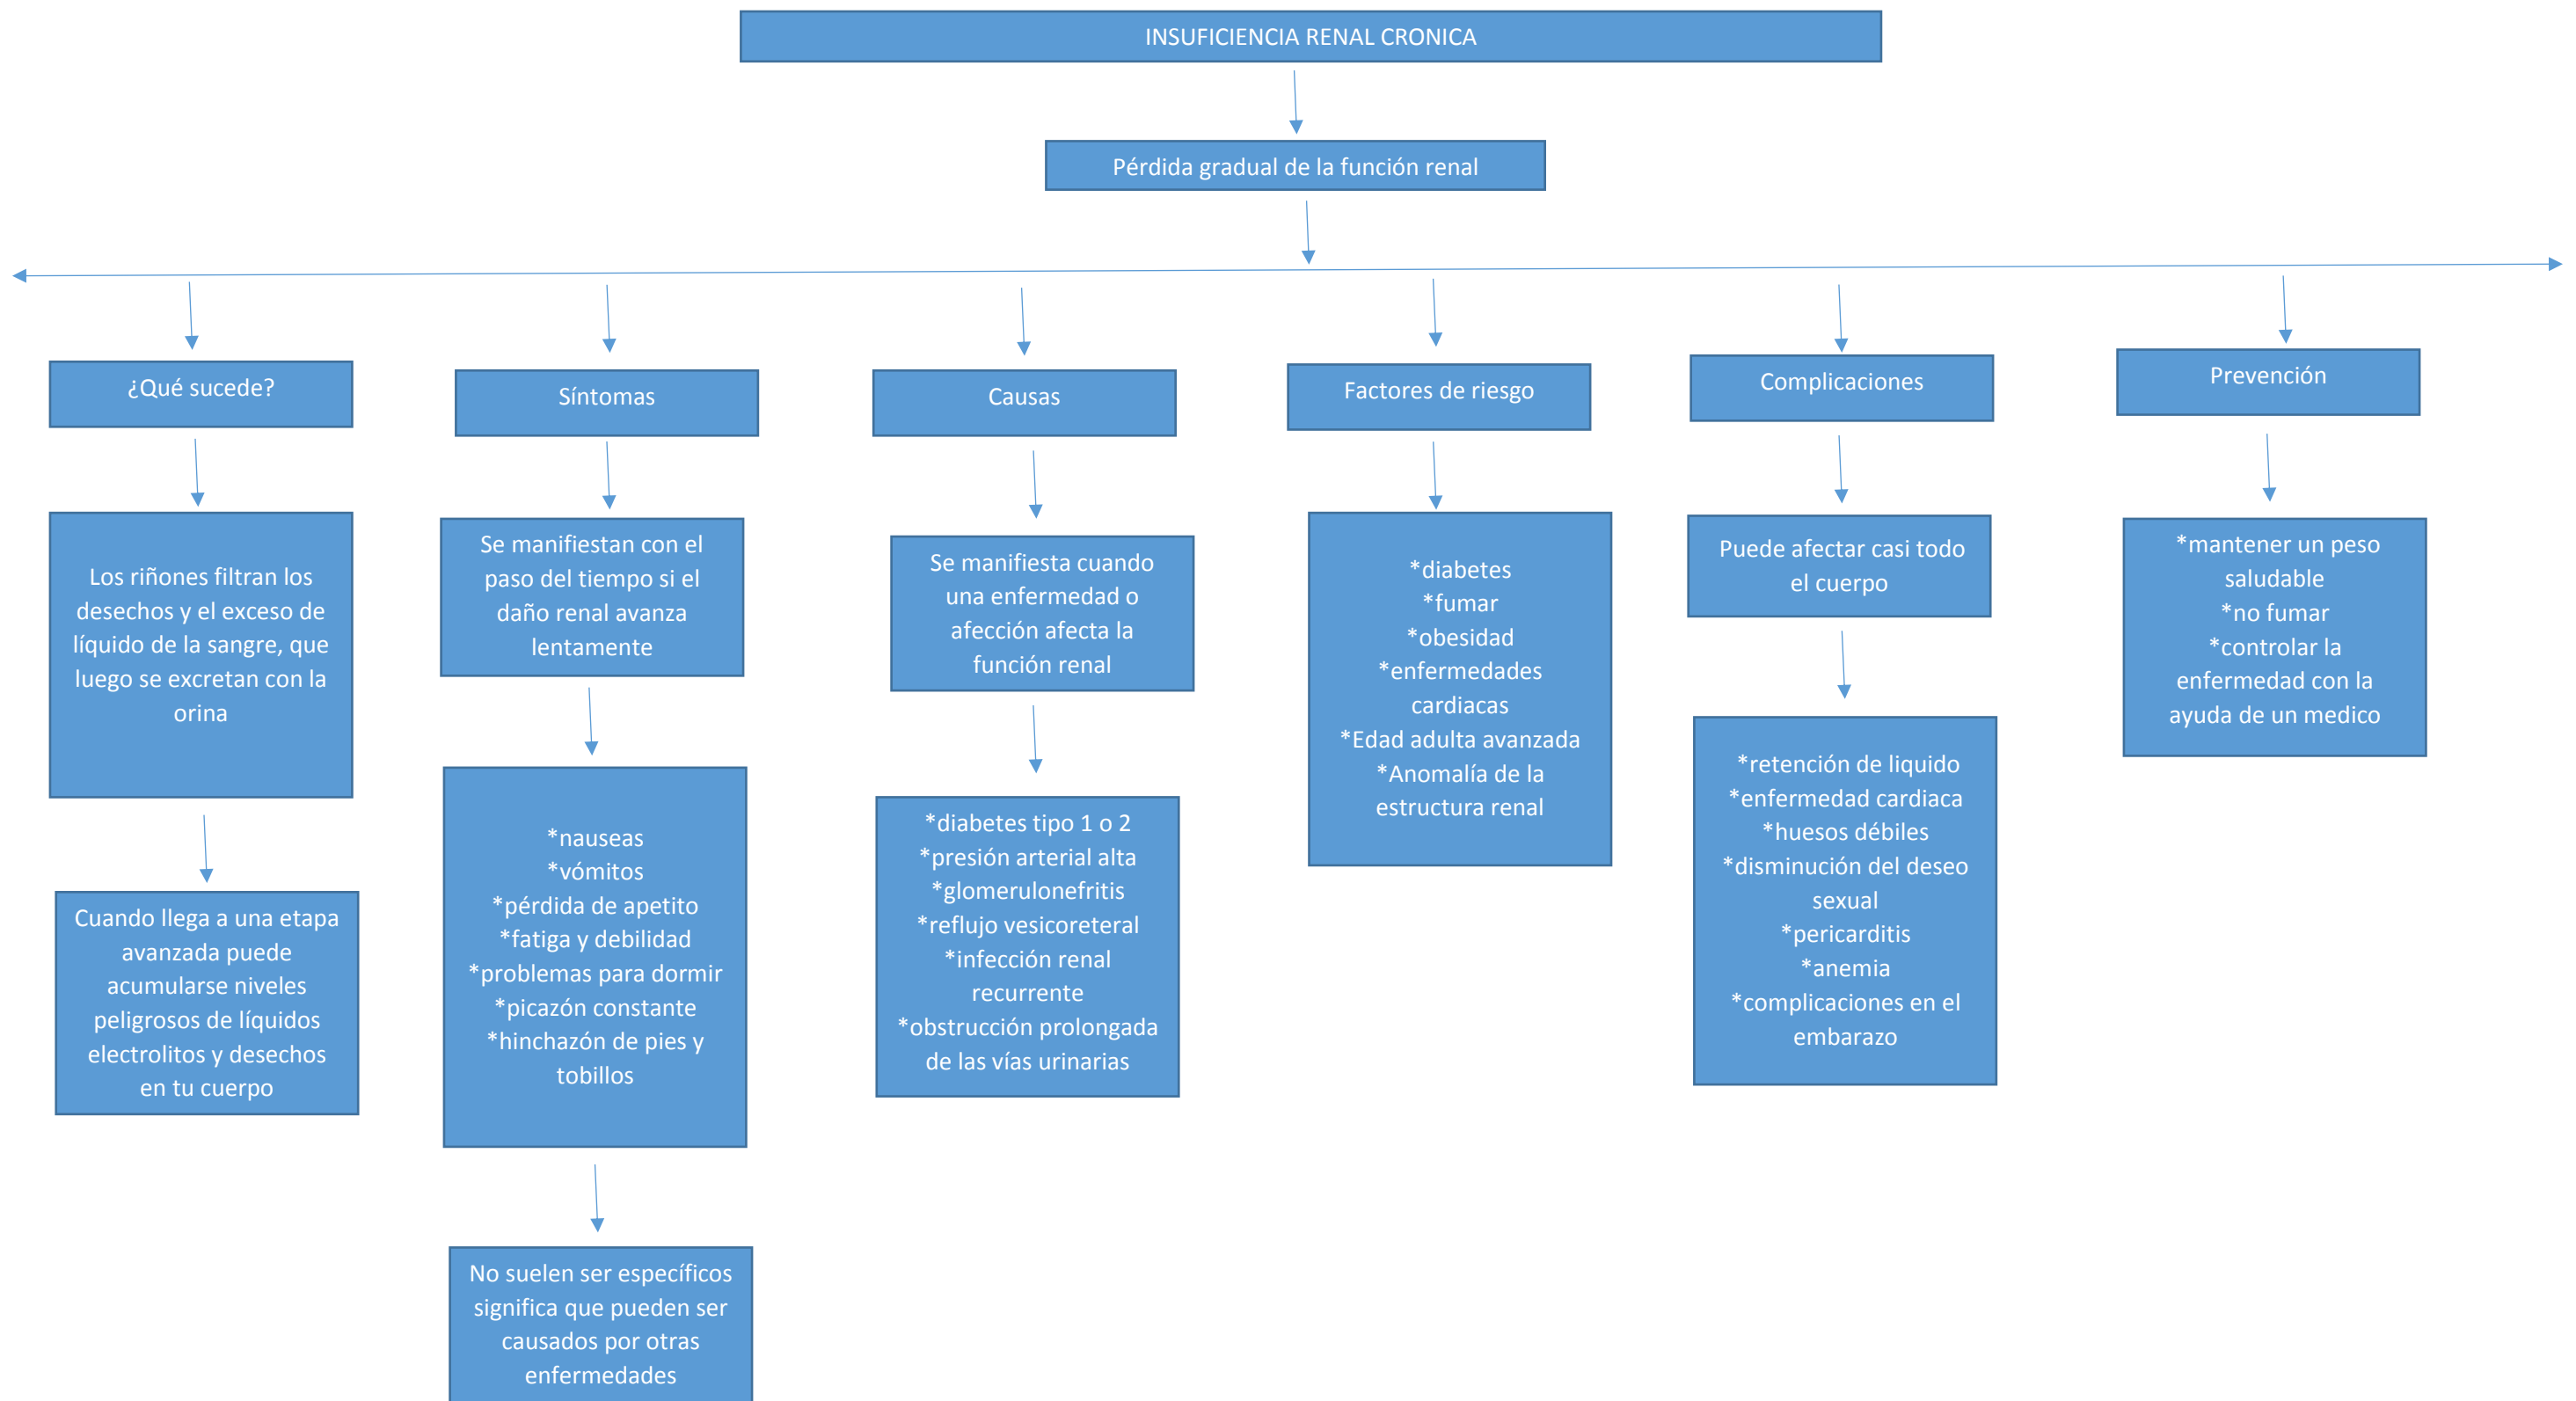 INSUFICIENCIA RENAL CRONICA
Pérdida gradual de la función renal
¿Qué sucede?
Los riñones filtran los
desechos y el exceso de
líquido de la sangre, que
luego se excretan con la
orina
Cuando llega a una etapa
avanzada puede
acumularse niveles
peligrosos de líquidos
electrolitos y desechos
en tu cuerpo
Síntomas
Se manifiestan con el
paso del tiempo si el
daño renal avanza
lentamente
*nauseas
*vómitos
*pérdida de apetito
*fatiga y debilidad
*problemas para dormir
*picazón constante
*hinchazón de pies y
tobillos
No suelen ser específicos
significa que pueden ser
causados por otras
enfermedades
Causas
Se manifiesta cuando
una enfermedad o
afección afecta la
función renal
*diabetes tipo 1 o 2
*presión arterial alta
*glomerulonefritis
*reflujo vesicoreteral
*infección renal
recurrente
*obstrucción prolongada
de las vías urinarias
Factores de riesgo
*diabetes
*fumar
*obesidad
*enfermedades
cardiacas
*Edad adulta avanzada
*Anomalía de la
estructura renal
Complicaciones
Puede afectar casi todo
el cuerpo
*retención de liquido
*enfermedad cardiaca
*huesos débiles
*disminución del deseo
sexual
*pericarditis
*anemia
*complicaciones en el
embarazo
Prevención
*mantener un peso
saludable
*no fumar
*controlar la
enfermedad con la
ayuda de un medico